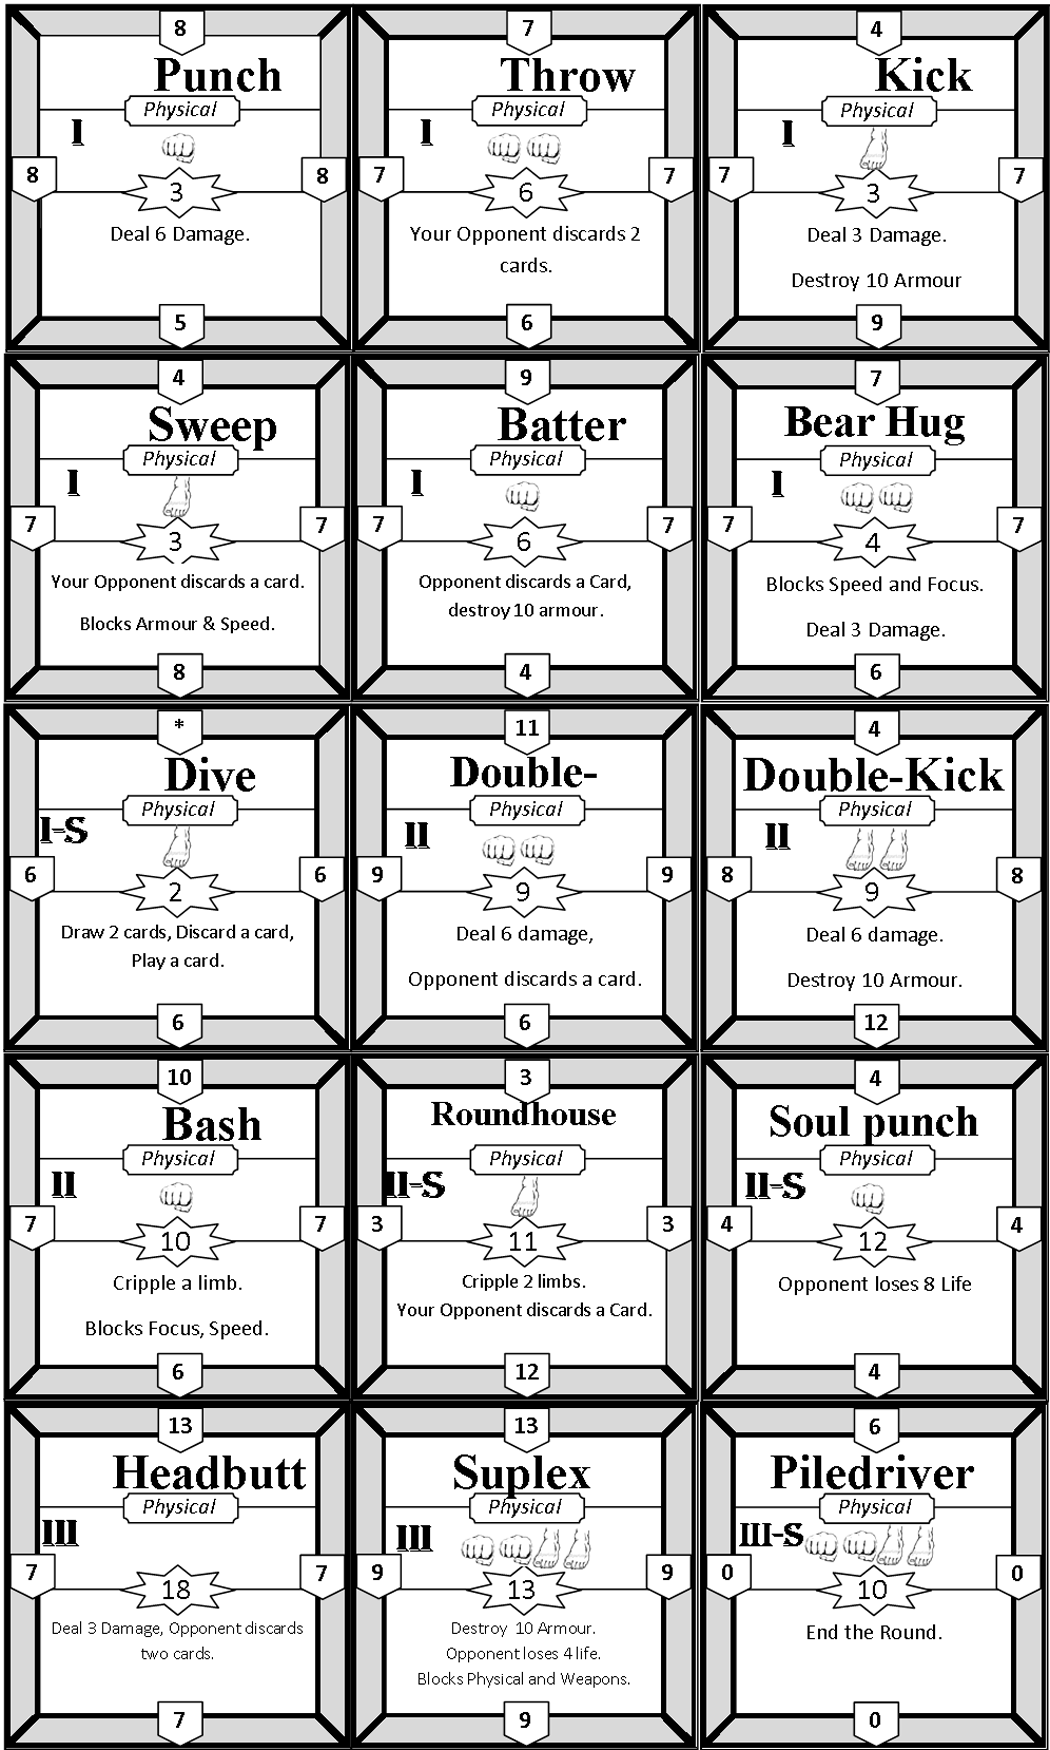 8
Punch
Physical
I
8
8
3
Deal 6 Damage.
5
7
Throw
Physical
I
7
7
6
Your Opponent discards 2
cards.
6
4
Kick
Physical
I
7
7
3
Deal 3 Damage.
Destroy 10 Armour
9
4
Sweep
Physical
I
7
7
3
Your Opponent discards a card.
Blocks Armour & Speed.
8
9
Batter
Physical
I
7
7
6
Opponent discards a Card,
destroy 10 armour.
4
7
Bear Hug
Physical
I
7
7
4
Blocks Speed and Focus.
Deal 3 Damage.
6
*
Dive
Physical
I-S
6
6
2
Draw 2 cards, Discard a card,
Play a card.
6
11
Double-
Physical
II
9
9
9
Deal 6 damage,
Opponent discards a card.
6
4
Double-Kick
Physical
II
8
8
9
Deal 6 damage.
Destroy 10 Armour.
12
10
Bash
Physical
II
7
7
10
Cripple a limb.
Blocks Focus, Speed.
6
3
Roundhouse
Physical
II-S
3
3
11
Cripple 2 limbs.
Your Opponent discards a Card.
12
4
Soul punch
Physical
II-S
4
4
12
Opponent loses 8 Life
4
13
Headbutt
Physical
III
7
7
18
Deal 3 Damage, Opponent discards
two cards.
7
13
Suplex
Physical
III
9
9
13
Destroy 10 Armour.
Opponent loses 4 life.
Blocks Physical and Weapons.
9
6
Piledriver
Physical
III-S
0
0
10
End the Round.
0